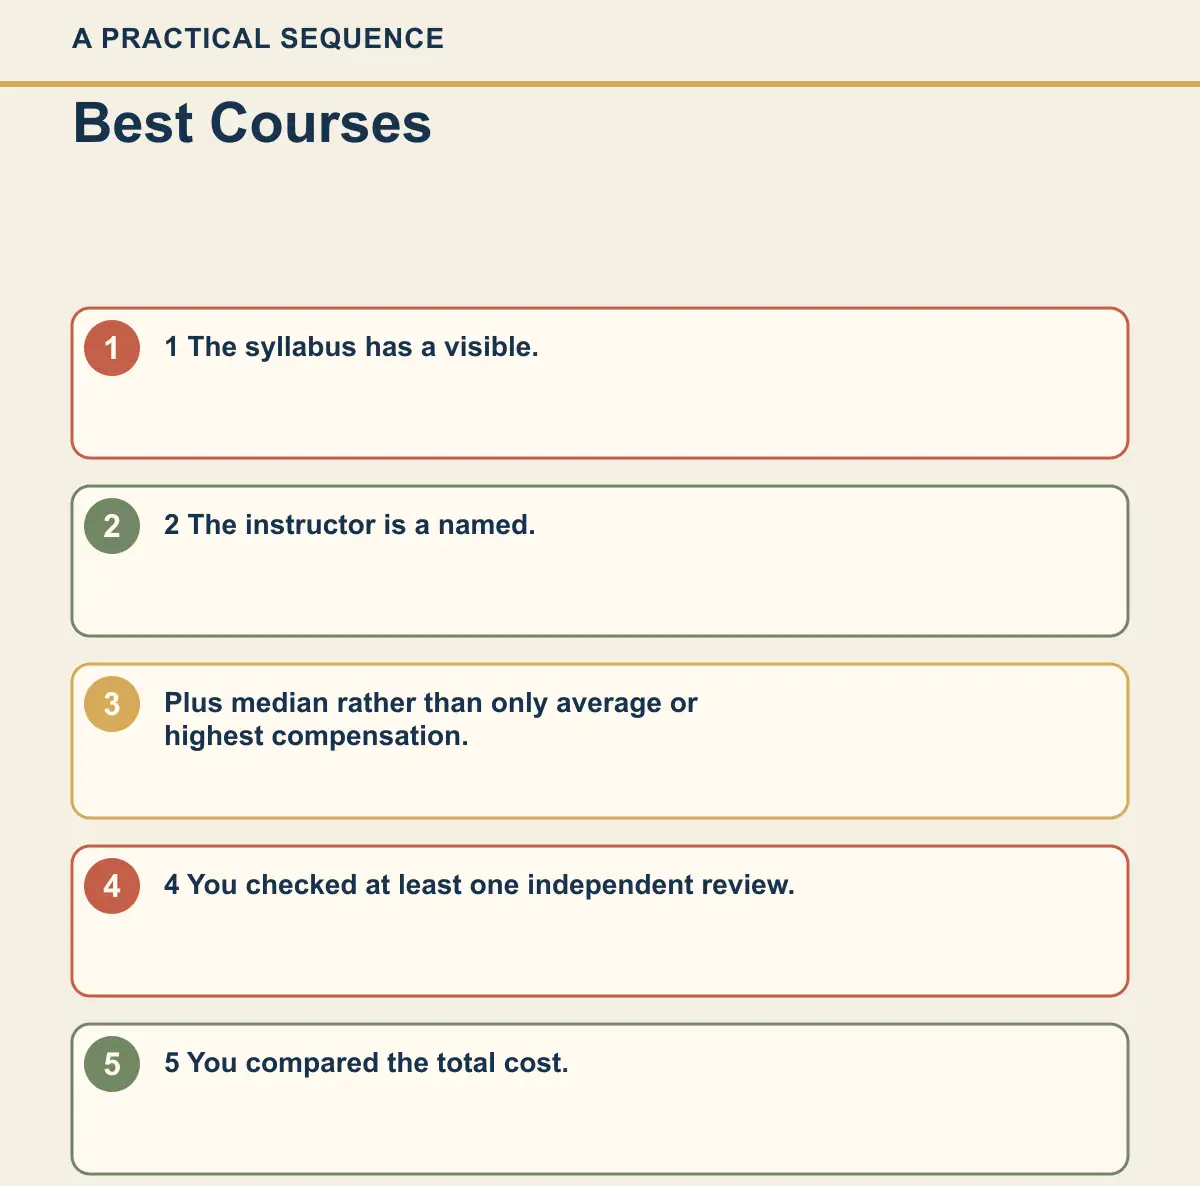 A PRACTICAL SEQUENCE
Best Courses
1
1 The syllabus has a visible.
2
2 The instructor is a named.
3
Plus median rather than only average or
highest compensation.
4
4 You checked at least one independent review.
5
5 You compared the total cost.